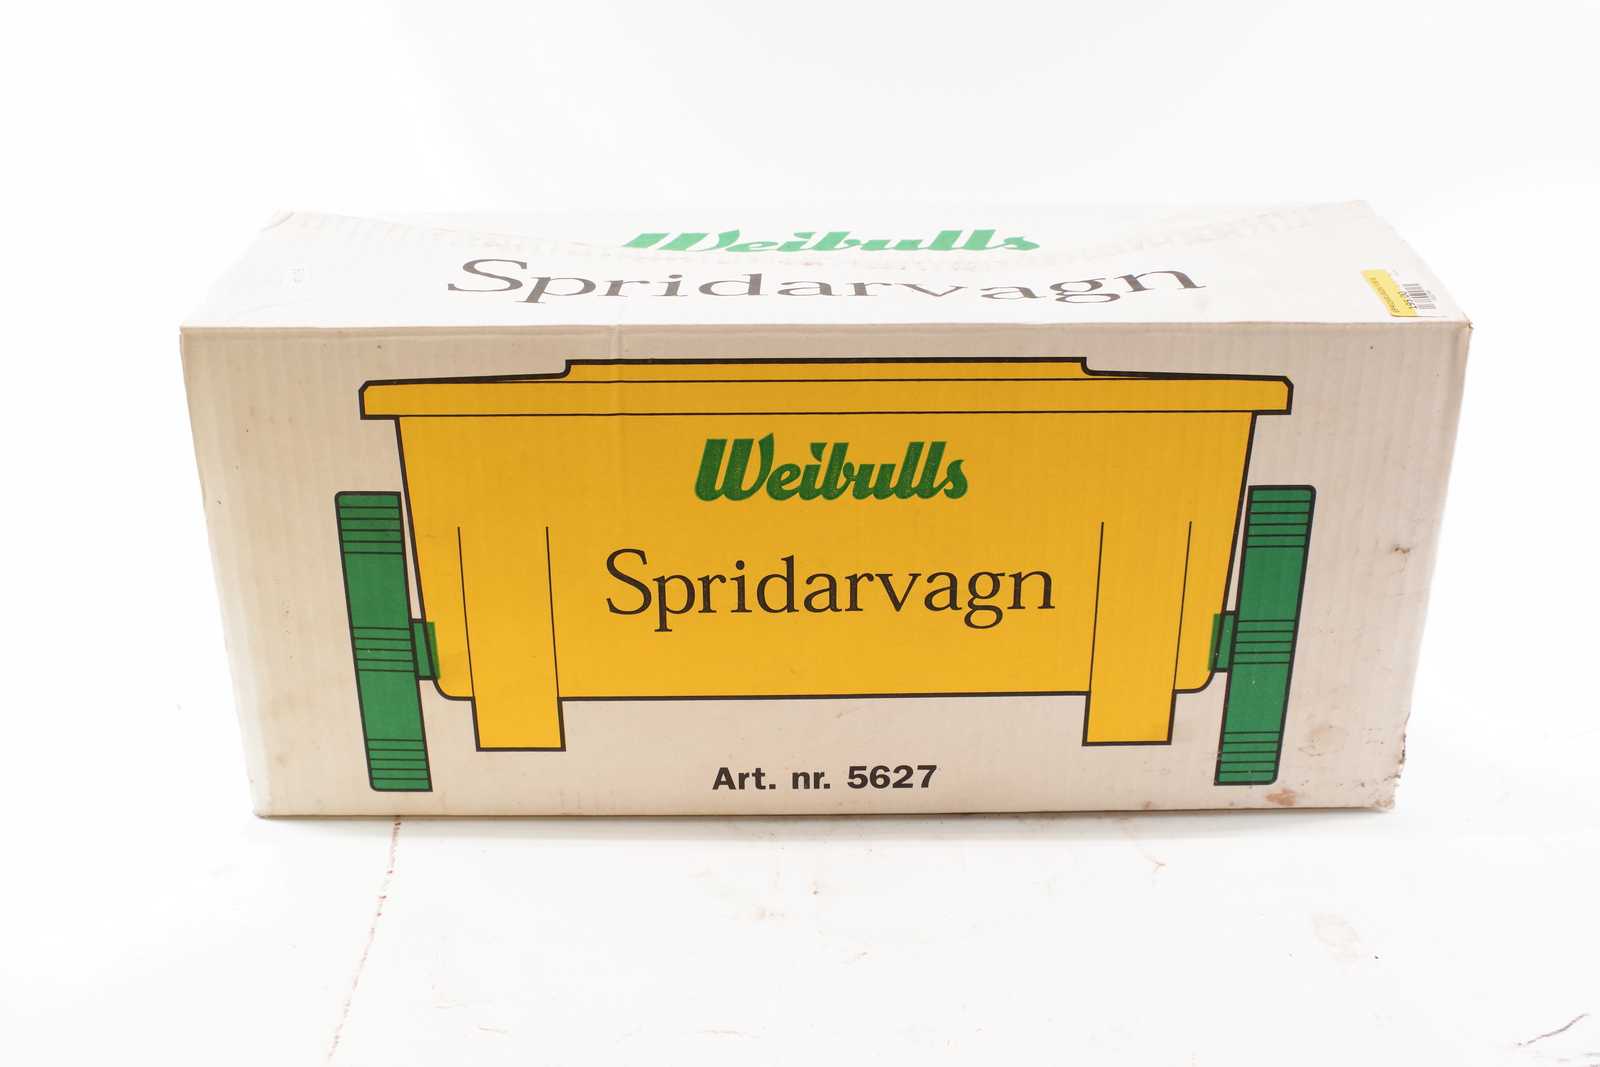 Weibulls
Spridarvagn
Weibulls
Spridarvagn
Art. nr. 5627